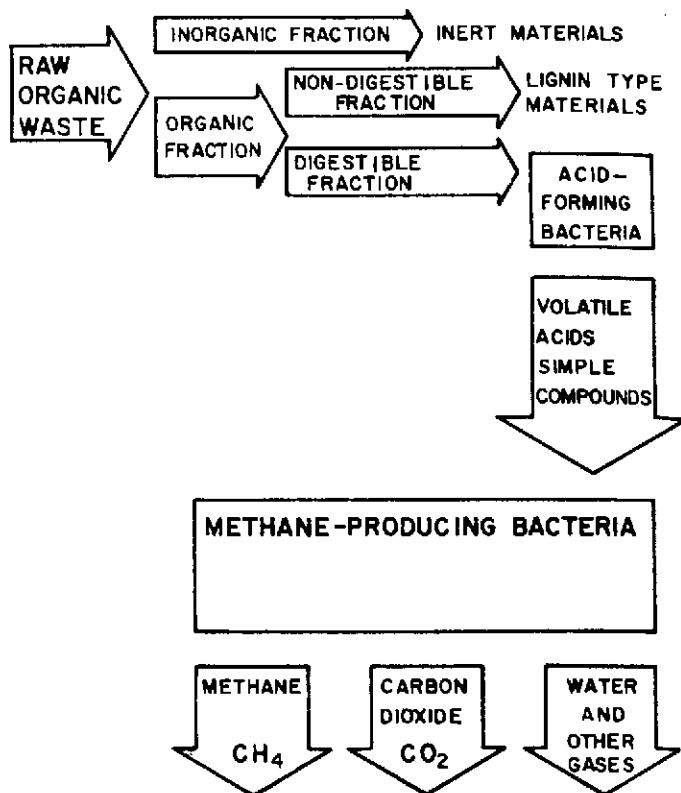 INORGANIC FRACTION
INERT MATERIALS
RAW
ORGANIC
WASTE
NON-DIGESTIBLE
FRACTION
LIGNIN TYPE
MATERIALS
ORGANIC
FRACTION
DIGESTIBLE
FRACTION
ACID-
FORMING
BACTERIA
VOLATILE
ACIDS
SIMPLE
COMPOUNDS
METHANE-PRODUCING BACTERIA
METHANE
CH₄
CARBON
DIOXIDE
CO₂
WATER
AND
OTHER
GASES